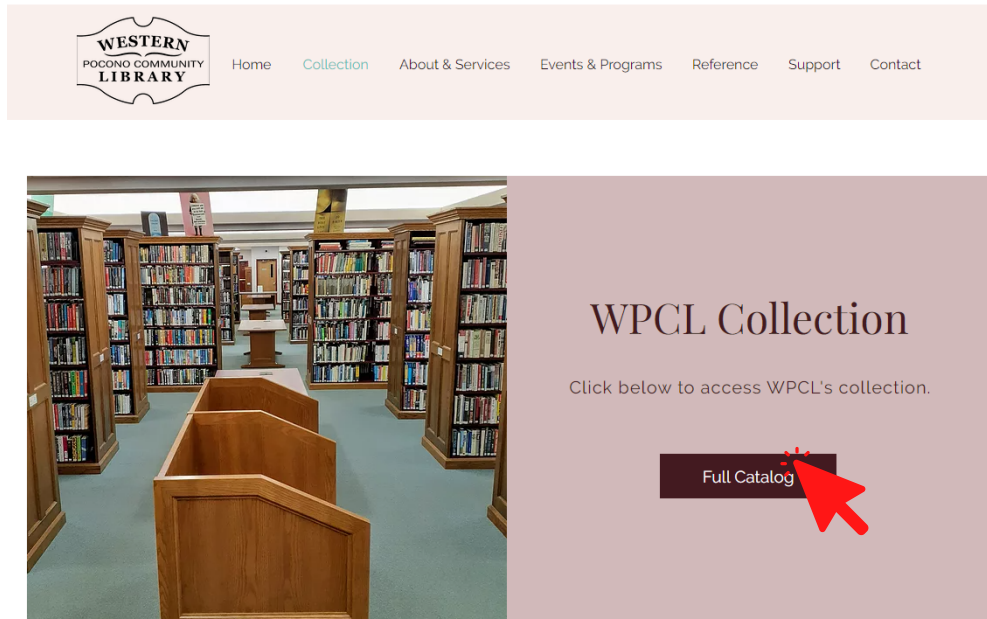 WESTERN
POCONO COMMUNITY
LIBRARY
Home Collection About & Services Events & Programs Reference Support Contact
WPCL Collection
Click below to access WPCL's collection.
Full Catalog